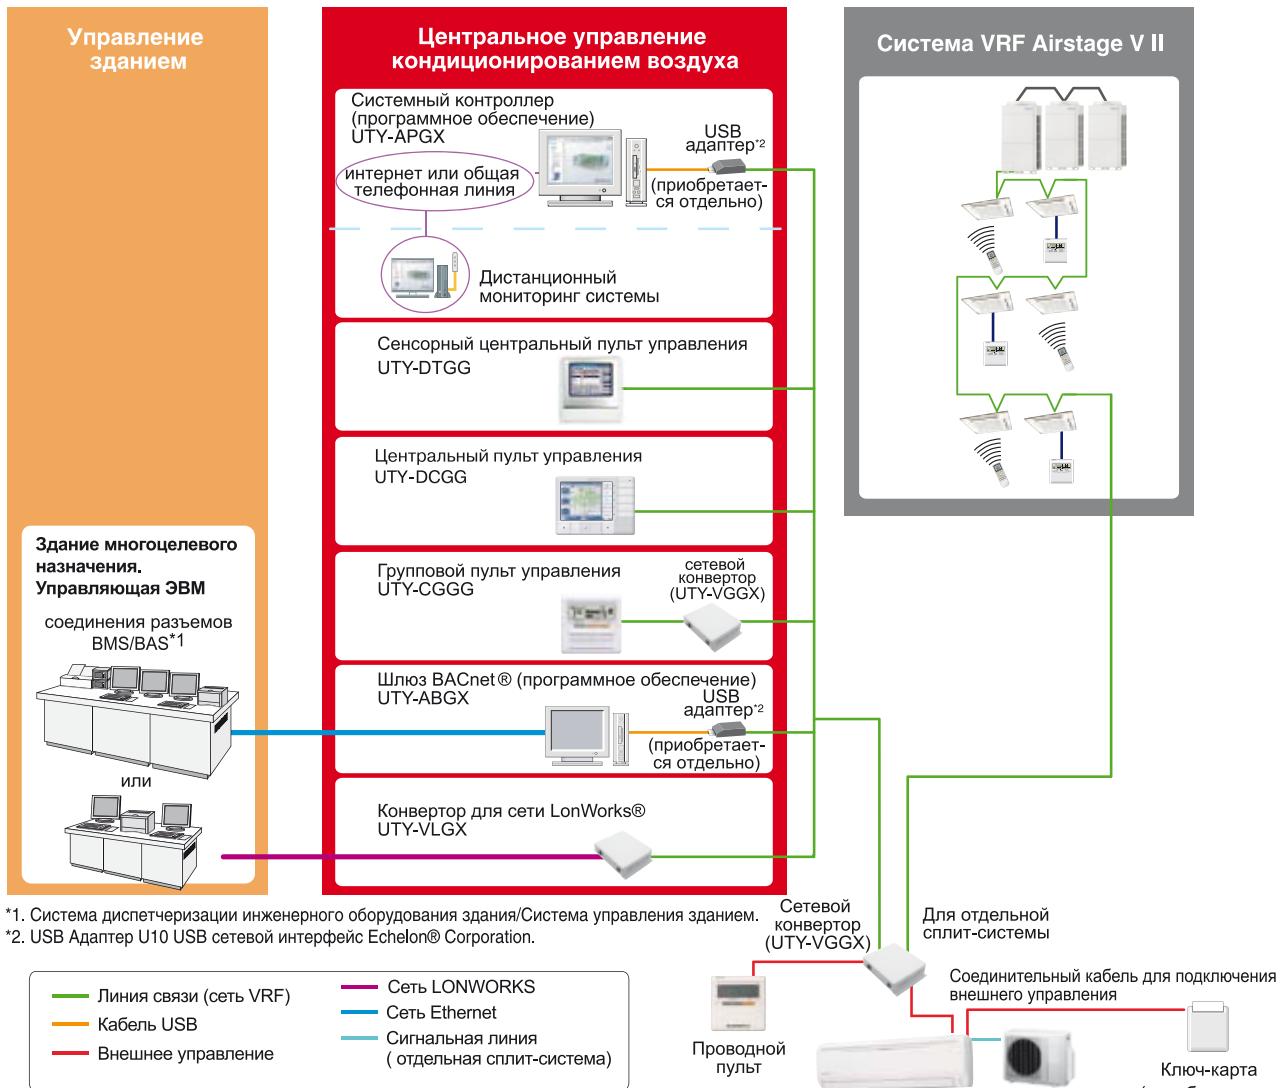 Управление
зданием
Центральное управление
кондиционированием воздуха
Система VRF Airstage V II
Системный контроллер
(программное обеспечение)
UTY-APGX
USB
адаптер*2
интернет или общая
телефонная линия
(приобретает-
ся отдельно)
Дистанционный
мониторинг системы
Сенсорный центральный пульт управления
UTY-DTGG
Центральный пульт управления
UTY-DCGG
Групповой пульт управления
UTY-CGGG
сетевой
конвертор
(UTY-VGGX)
Здание многоцелевого
назначения.
Управляющая ЭВМ
соединения разъемов
BMS/BAS*1
или
Шлюз BACnet® (программное обеспечение)
UTY-ABGX
USB
адаптер*2
(приобретает-
ся отдельно)
Конвертор для сети LonWorks®
UTY-VLGX
*1. Система диспетчеризации инженерного оборудования здания/Система управления зданием.
*2. USB Адаптер U10 USB сетевой интерфейс Echelon® Corporation.
Сетевой
конвертор
(UTY-VGGX)
Для отдельной
сплит-системы
Соединительный кабель для подключения
внешнего управления
Проводной
пульт
Ключ-карта
Линия связи (сеть VRF)
Кабель USB
Внешнее управление
Сеть LONWORKS
Сеть Ethernet
Сигнальная линия
( отдельная сплит-система)